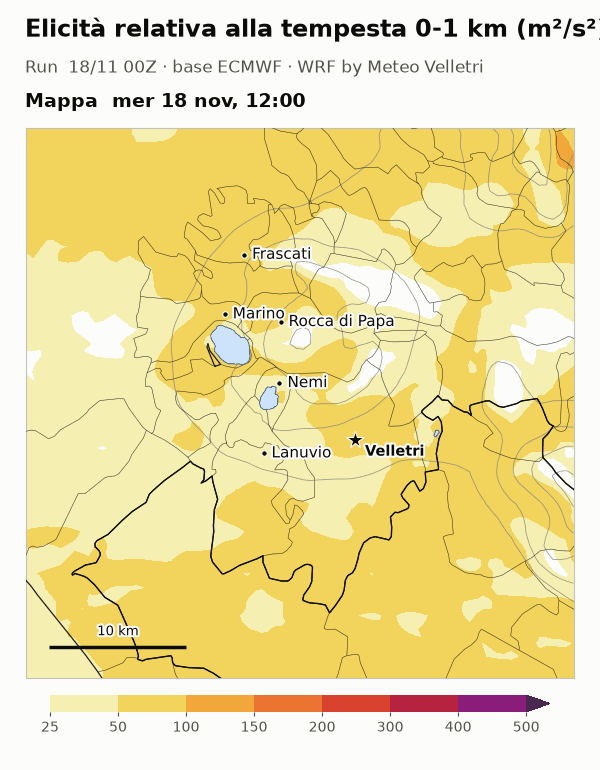 Elicità relativa alla tempesta 0-1 km (m²/s²)
Run  18/11 00Z · base ECMWF · WRF by Meteo Velletri
Mappa  mer 18 nov, 12:00
Frascati
Marino
Rocca di Papa
Nemi
Velletri
Lanuvio
10 km
25 50 100 150 200 300 400 500